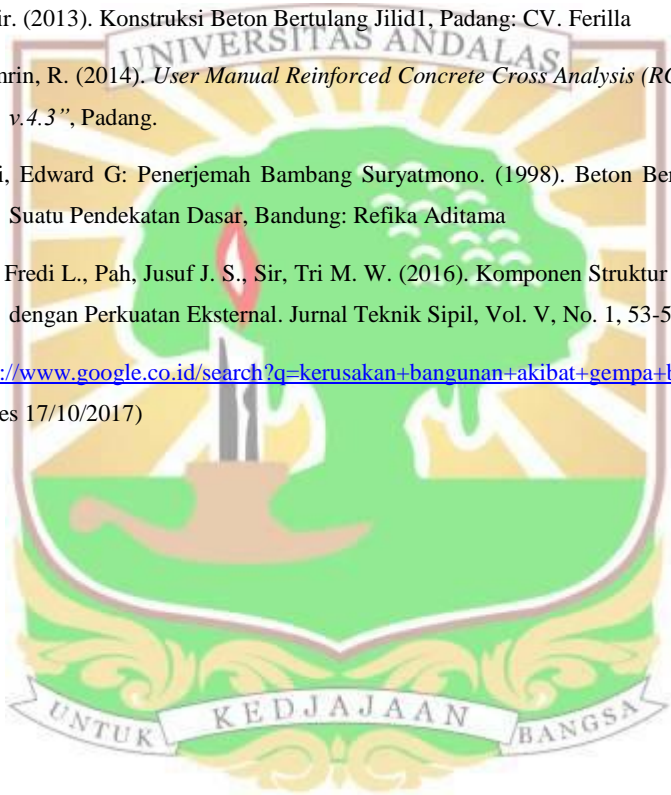 ir. (2013). Konstruksi Beton Bertulang Jilid1, Padang: CV. Ferilla
UNIVERSITAS ANDALAS
nrin, R. (2014). User Manual Reinforced Concrete Cross Analysis (RC
v.4.3”, Padang.
i, Edward G: Penerjemah Bambang Suryatmono. (1998). Beton Ber
Suatu Pendekatan Dasar, Bandung: Refika Aditama
Fredi L., Pah, Jusuf J. S., Sir, Tri M. W. (2016). Komponen Struktur
dengan Perkuatan Eksternal. Jurnal Teknik Sipil, Vol. V, No. 1, 53-5
://www.google.co.id/search?q=kerusakan+bangunan+akibat+gempa+b
es 17/10/2017)
UNTUK KEDJAJAAN BANGSA